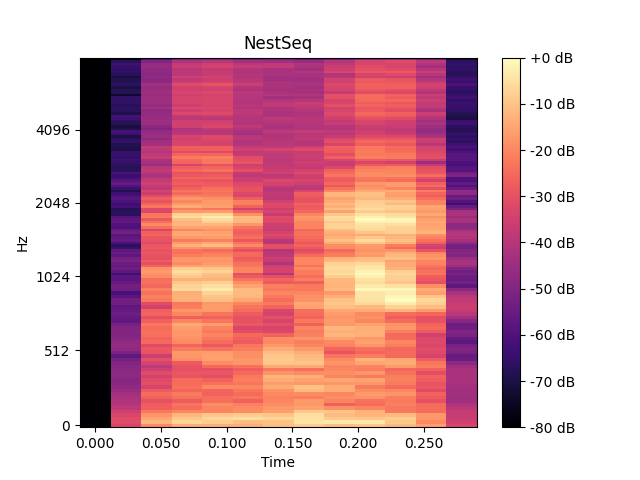 NestSeq
Hz
4096
2048
1024
512
0
0.000 0.050 0.100 0.150 0.200 0.250
Time
+0 dB
-10 dB
-20 dB
-30 dB
-40 dB
-50 dB
-60 dB
-70 dB
-80 dB